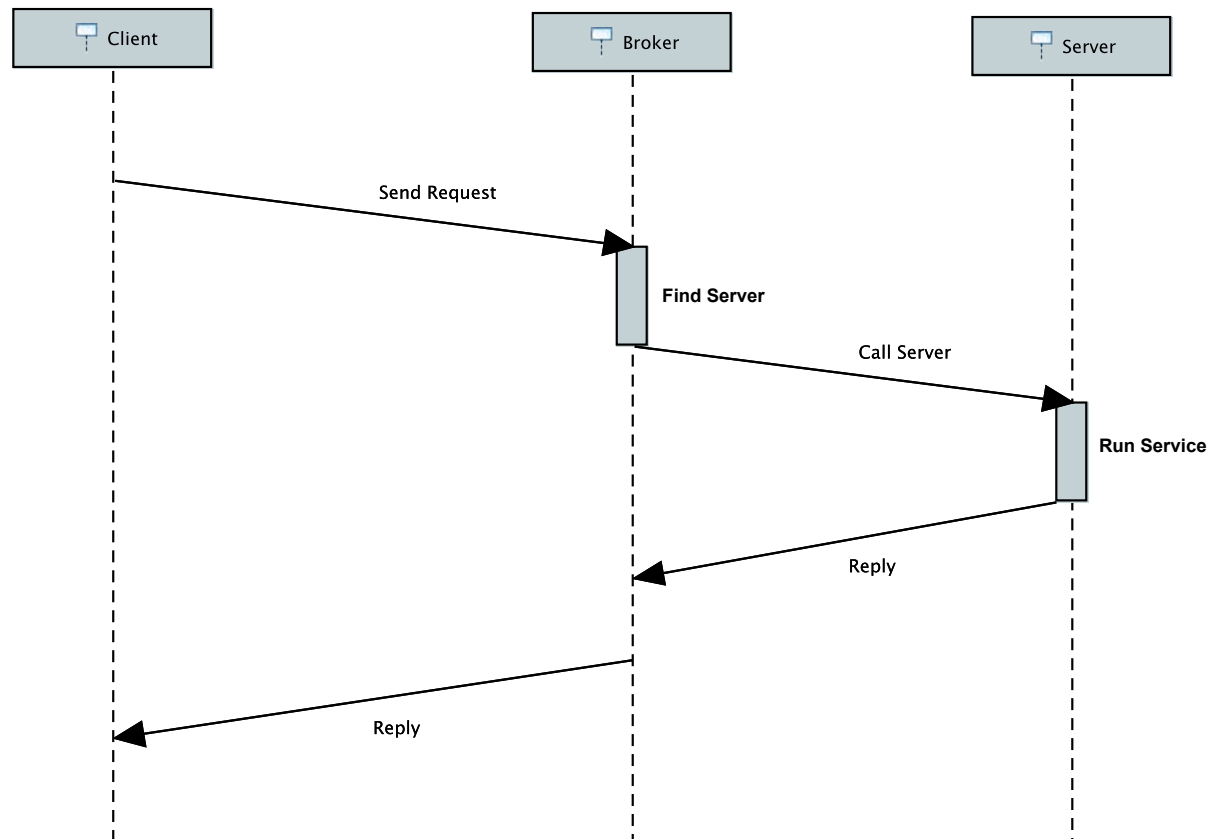 Client
Broker
Server
Send Request
Find Server
Call Server
Run Service
Reply
Reply